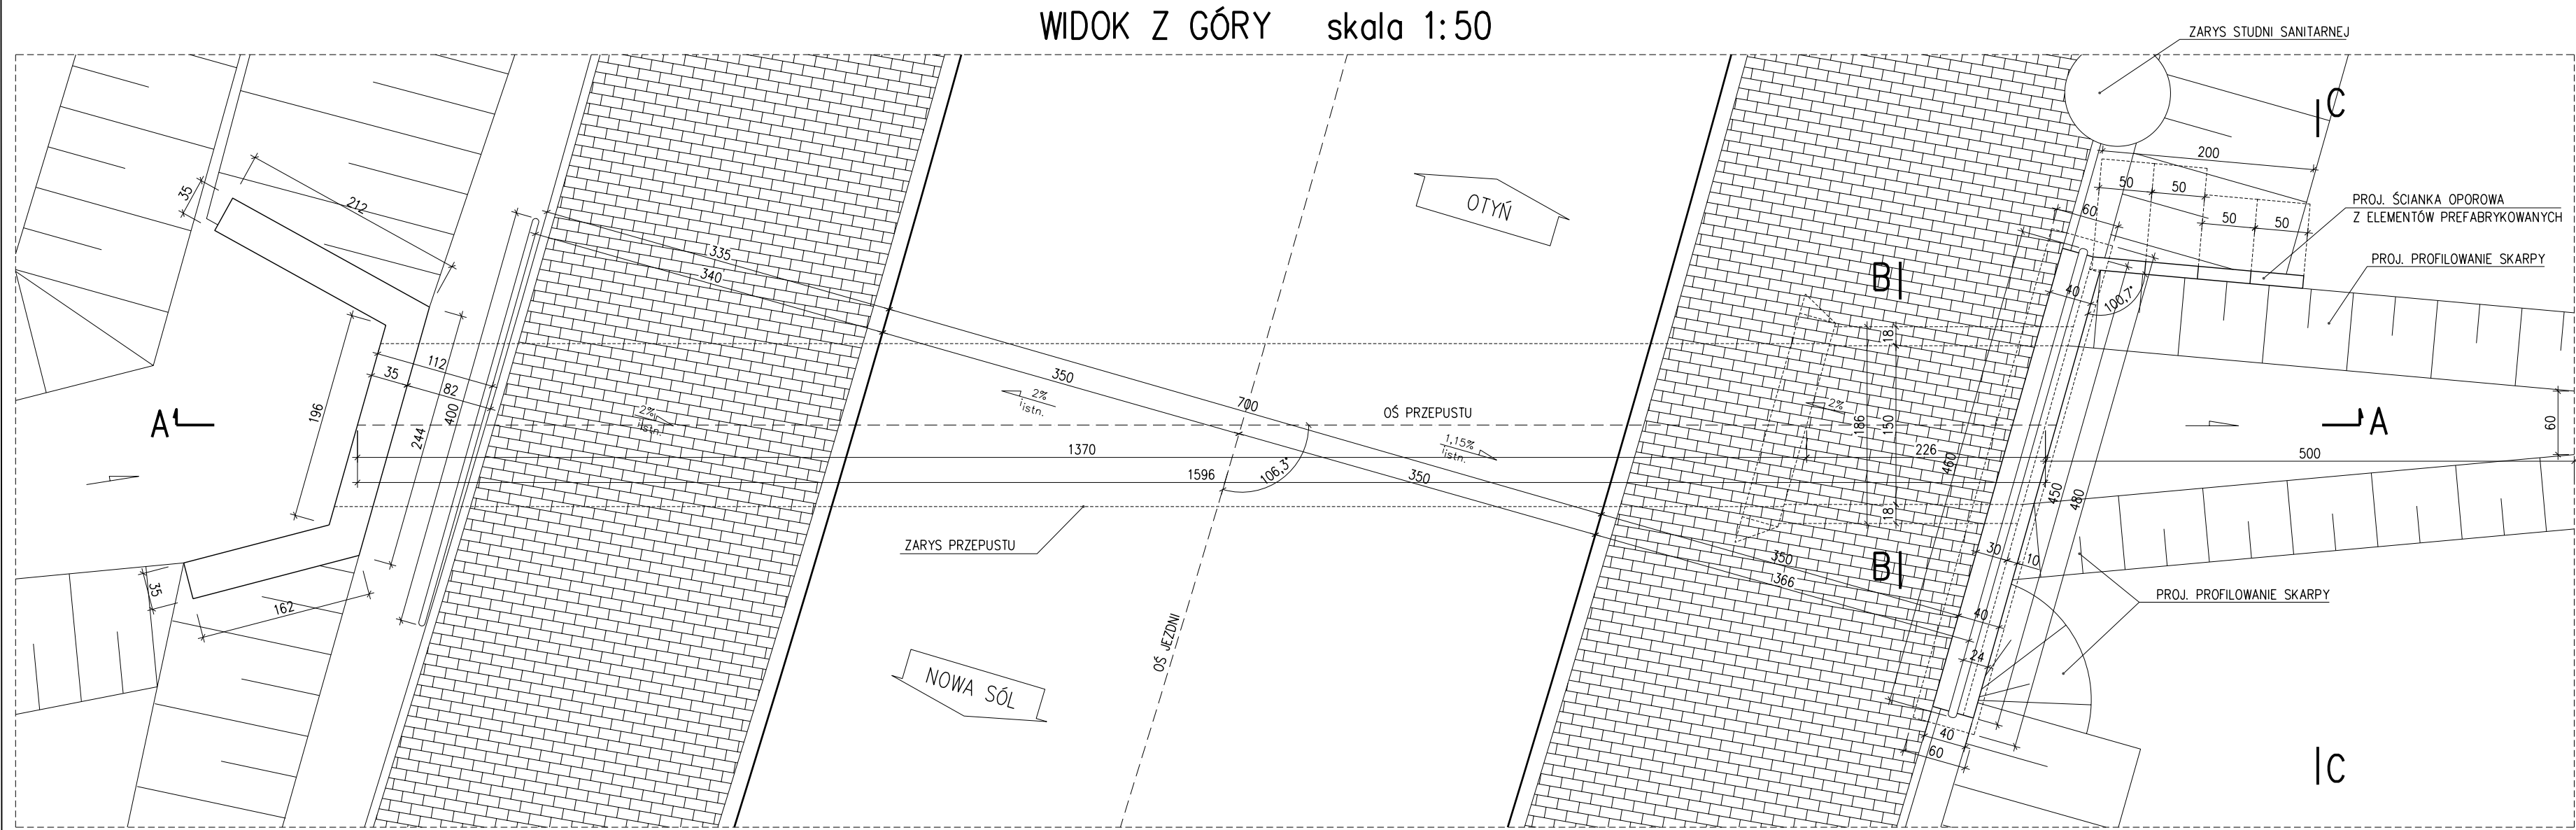 WIDOK Z GÓRY skala 1:50
ZARYS STUDNI SANITARNEJ
C
200
50
50
50
50
PROJ. ŚCIANKA OPOROWA
Z ELEMENTÓW PREFABRYKOWANYCH
PROJ. PROFILOWANIE SKARPY
35
212
335
340
OTYŃ
60
B
40
100,7°
18
112
35
82
196
400
244
A
2%
istn.
350
2%
istn.
700
OŚ PRZEPUSTU
1,15%
istn.
2%
186
150
A
60
1370
226
460
500
1596
106,3°
350
450
480
18
ZARYS PRZEPUSTU
30
10
B
350
366
35
162
40
PROJ. PROFILOWANIE SKARPY
OŚ JEZDNI
24
NOWA SÓL
40
60
C